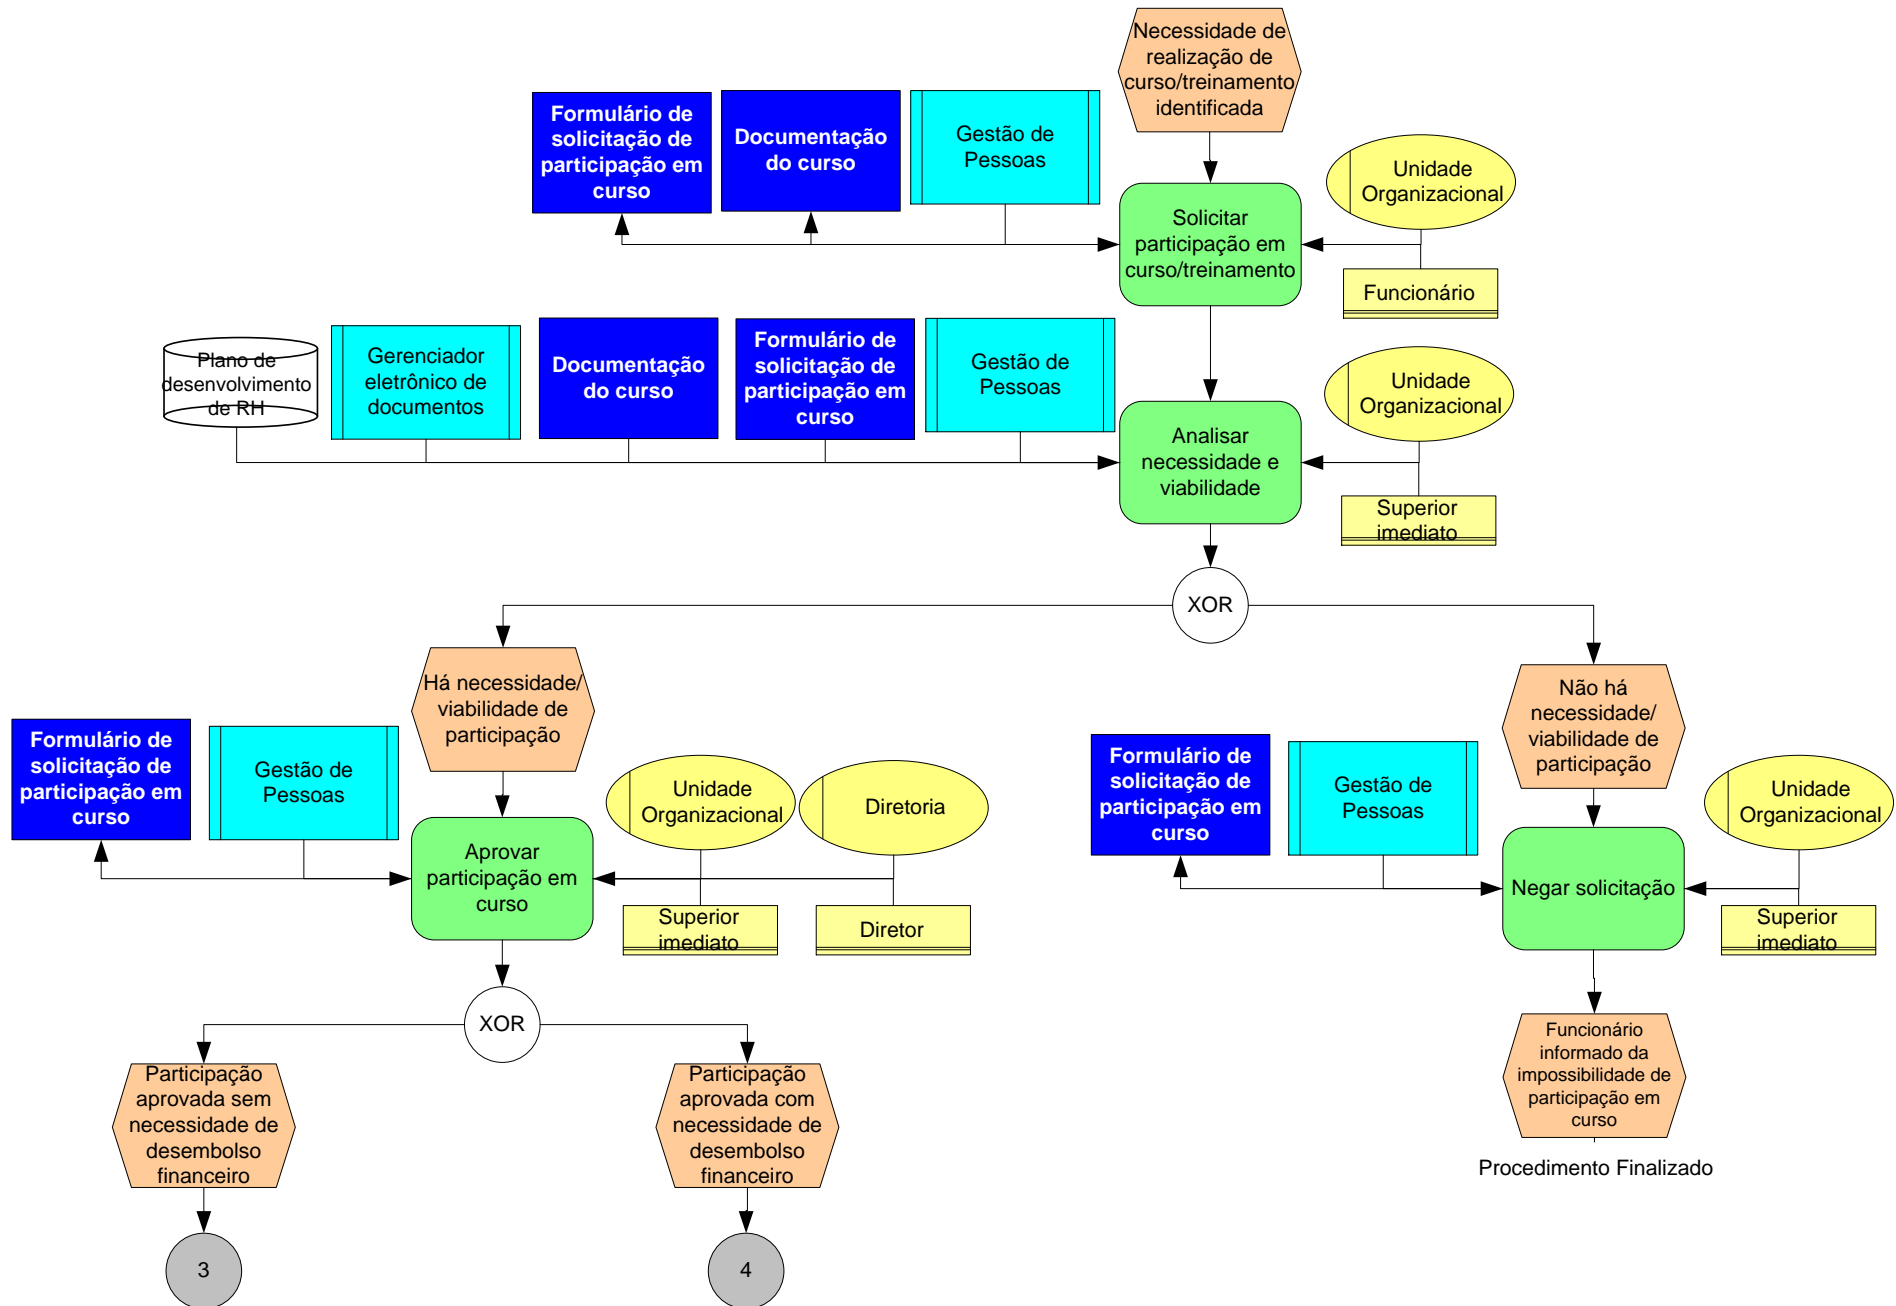 Necessidade de
realização de
curso/treinamento
identificada
Formulário de
solicitação de
participação em
curso
Documentação
do curso
Gestão de
Pessoas
Unidade
Organizacional
Solicitar
participação em
curso/treinamento
Funcionário
Plano de
desenvolvimento
de RH
Gerenciador
eletrônico de
documentos
Documentação
do curso
Formulário de
solicitação de
participação em
curso
Gestão de
Pessoas
Unidade
Organizacional
Analisar
necessidade e
viabilidade
Superior
imediato
XOR
Há necessidade/
viabilidade de
participação
Não há
necessidade/
viabilidade de
participação
Formulário de
solicitação de
participação em
curso
Gestão de
Pessoas
Unidade
Organizacional
Diretoria
Formulário de
solicitação de
participação em
curso
Gestão de
Pessoas
Unidade
Organizacional
Aprovar
participação em
curso
Superior
imediato
Diretor
Negar solicitação
Superior
imediato
XOR
Participação
aprovada sem
necessidade de
desembolso
financeiro
Participação
aprovada com
necessidade de
desembolso
financeiro
Funcionário
informado da
impossibilidade de
participação em
curso
Procedimento Finalizado
3
4